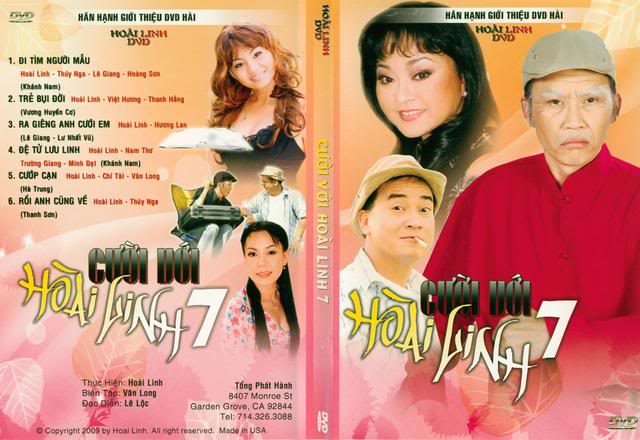 DVD
HÂN HẠNH GIỚI THIỆU DVD HÀI
HOÀI LINH
DVD
1. ĐI TÌM NGƯỜI MẪU
Hoài Linh - Thúy Nga - Lê Giang - Hoàng Sơn
(Khánh Nam)
2. TRẺ BỤI ĐỜI Hoài Linh - Việt Hương - Thanh Hằng
(Vương Huyền Cơ)
3. RA GIÊNG ANH CƯỚI EM Hoài Linh - Hương Lan
(Lê Giang - Lư Nhất Vũ)
4. ĐỆ TỬ LƯU LINH Hoài Linh - Nam Thơ
Trường Giang - Minh Đạt (Khánh Nam)
5. CƯỚP CẠN Hoài Linh - Chí Tài - Vân Long
(Hà Trung)
6. RỒI ANH CŨNG VỀ Hoài Linh - Thúy Nga
(Thanh Sơn)
CƯỜI VỚI
HOÀI LINH 7
Thực Hiện: Hoài Linh
Biên Tập: Vân Long
Đạo Diễn: Lê Lộc
Tổng Phát Hành
8407 Monroe St
Garden Grove, CA 92844
Tel: 714.326.3088
© Copyright 2009 by Hoai Linh. All rights reserved. Made in USA
HOÀI LINH
DVD
CƯỜI VỚI HOÀI LINH 7
DVD
HÂN HẠNH GIỚI THIỆU DVD HÀI
HOÀI LINH
DVD
CƯỜI VỚI
HOÀI LINH 7
DVD